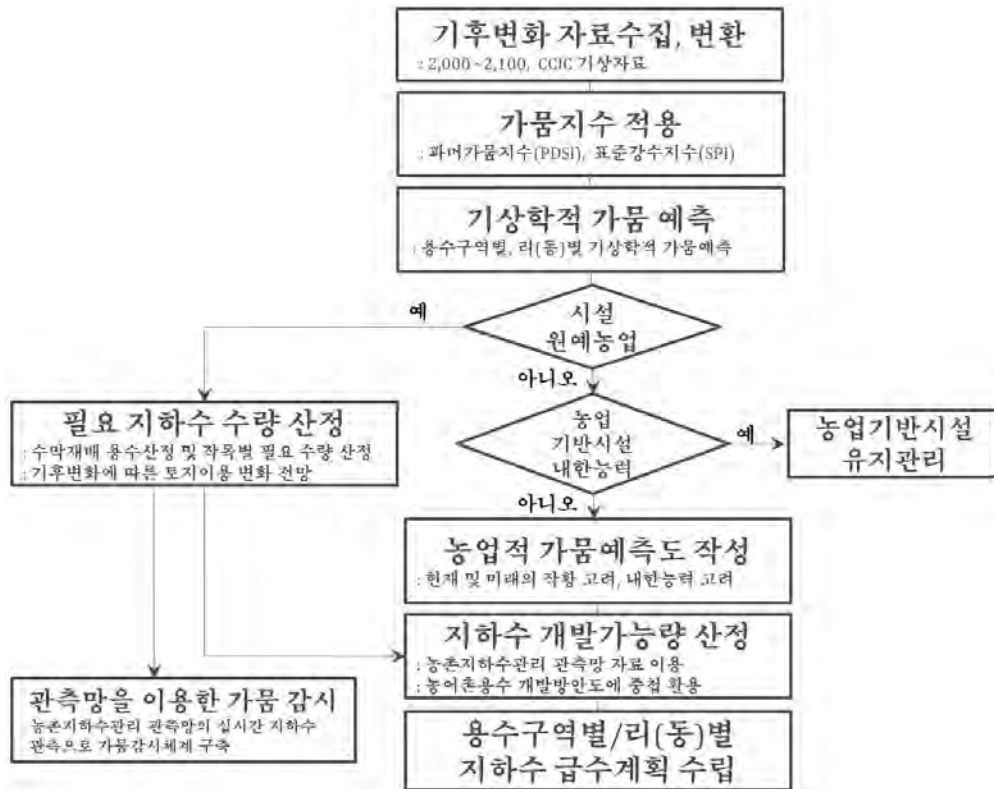 기후변화 자료수집, 변환
: 2,000~2,100, CCIC 기상자료
가뭄지수 적용
: 파머가뭄지수(PDSI), 표준강수지수(SPI)
기상학적 가뭄 예측
: 용수구역별, 리(동)별 기상학적 가뭄예측
시설
원예농업
예
아니오
필요 지하수 수량 산정
: 수막재배 용수산정 및 작목별 필요 수량 산정
: 기후변화에 따른 토지이용 변화 전망
농업
기반시설
내한능력
예
농업기반시설
유지관리
아니오
농업적 가뭄예측도 작성
: 현재 및 미래의 작황 고려, 내한능력 고려
지하수 개발가능량 산정
: 농촌지하수관리 관측망 자료 이용
: 농어촌용수 개발방안도에 중첩 활용
관측망을 이용한 가뭄 감시
농촌지하수관리 관측망의 실시간 지하수
관측으로 가뭄감시체계 구축
용수구역별/리(동)별
지하수 급수계획 수립